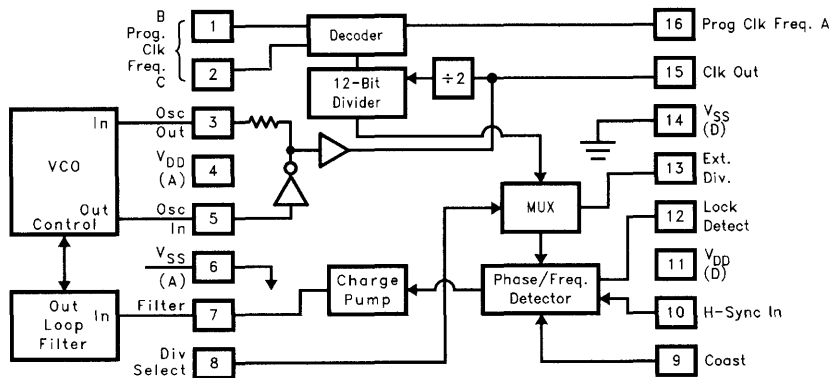 B
Prog.
Clk
Freq.
C
1
2
Decoder
16
Prog Clk Freq. A
12-Bit
Divider
÷2
15
Clk Out
VCO
In
Out
Control
Osc
Out
3
VDD
(A)
4
Osc
In
5
VSS
(A)
6
14
VSS
(D)
13
Ext.
Div.
MUX
12
Lock
Detect
11
VDD
(D)
Out
Loop
Filter
In
Filter
7
Charge
Pump
Phase/Freq.
Detector
10
H-Sync In
Div
Select
8
9
Coast